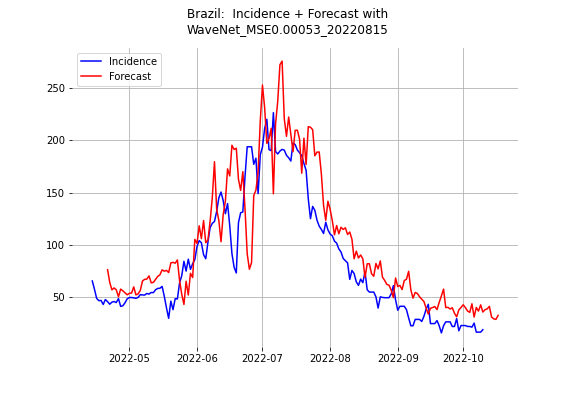 Brazil:  Incidence + Forecast with
WaveNet_MSE0.00053_20220815
Incidence
Forecast
250
200
150
100
50
2022-05
2022-06
2022-07
2022-08
2022-09
2022-10